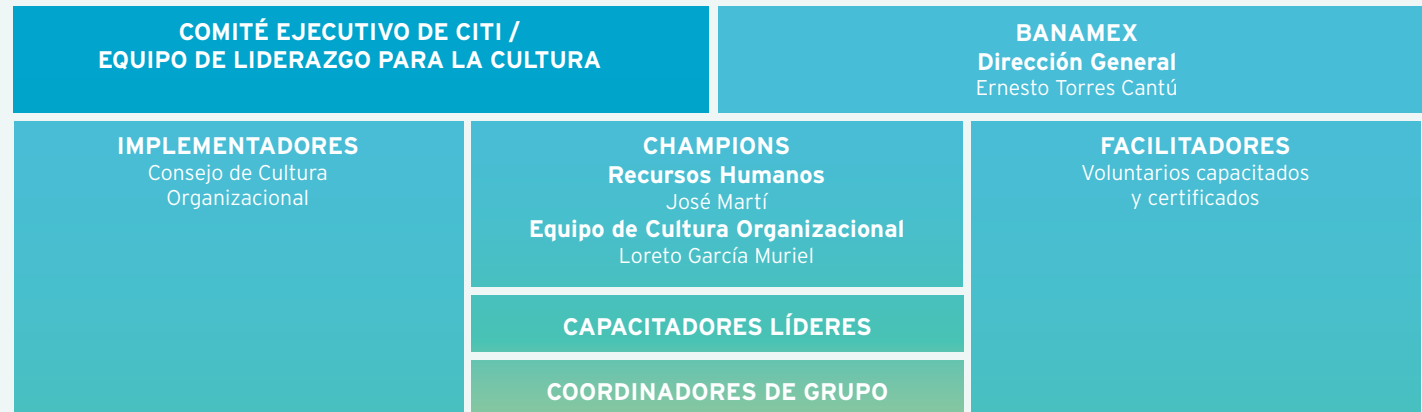 COMITÉ EJECUTIVO DE CITI /
EQUIPO DE LIDERAZGO PARA LA CULTURA
BANAMEX
Dirección General
Ernesto Torres Cantú
IMPLEMENTADORES
Consejo de Cultura
Organizacional
CHAMPIONS
Recursos Humanos
José Martí
Equipo de Cultura Organizacional
Loreto García Muriel
CAPACITADORES LÍDERES
COORDINADORES DE GRUPO
FACILITADORES
Voluntarios capacitados
y certificados